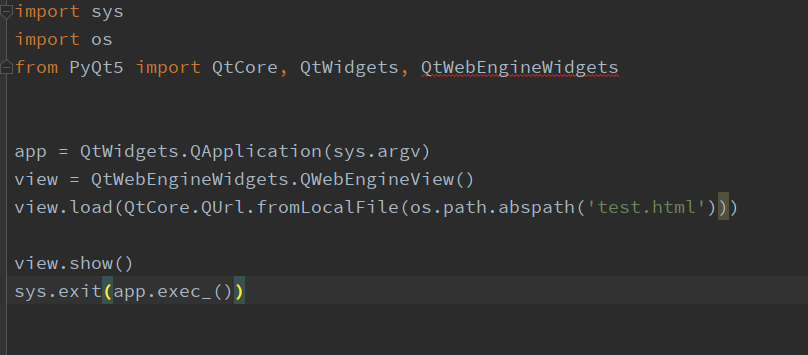 import sys
import os
from PyQt5 import QtCore, QtWidgets, QtWebEngineWidgets
app = QtWidgets.QApplication(sys.argv)
view = QtWebEngineWidgets.QWebEngineView()
view.load(QtCore.QUrl.fromLocalFile(os.path.abspath('test.html')))
view.show()
sys.exit(app.exec_())